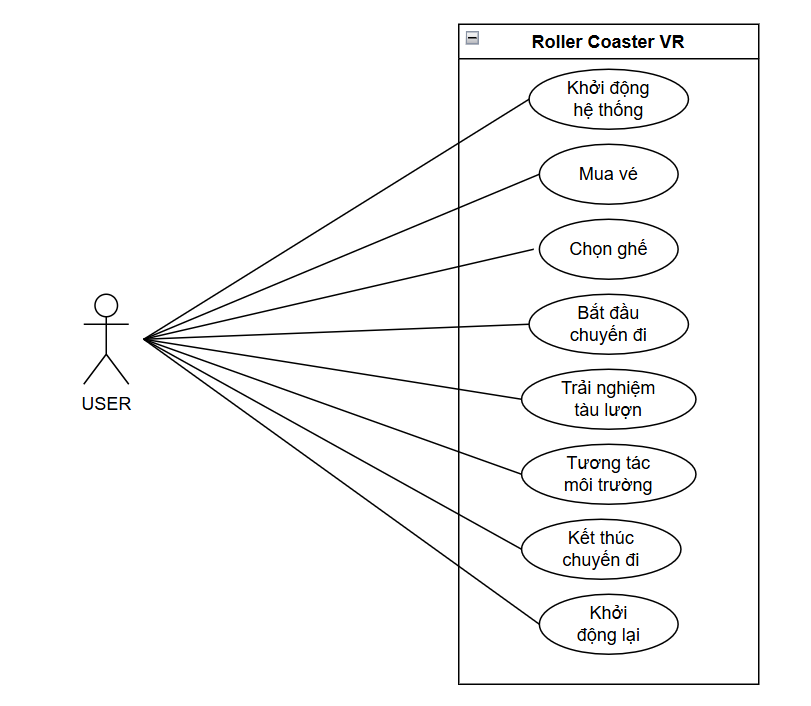 Roller Coaster VR
Khởi động
hệ thống
Mua vé
Chọn ghế
Bắt đầu
chuyến đi
Trải nghiệm
tàu lượn
Tương tác
môi trường
Kết thúc
chuyến đi
Khởi
động lại
USER